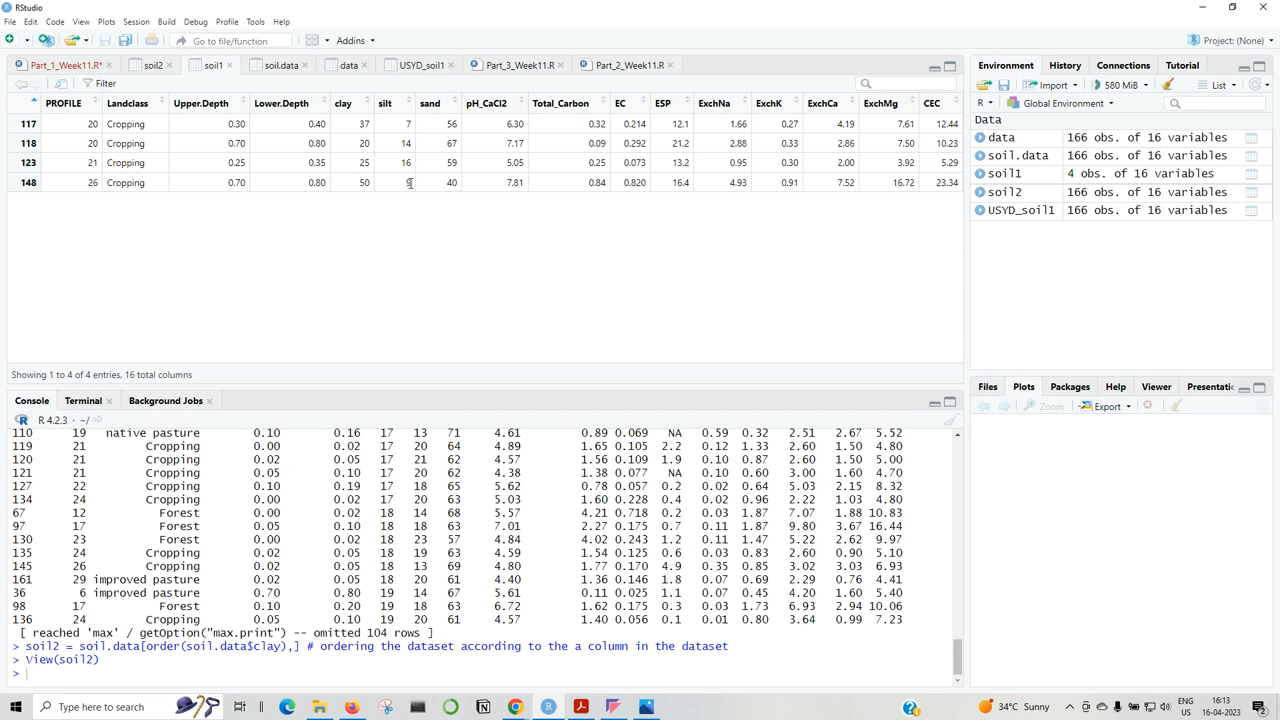 RStudio
File Edit Code View Plots Session Build Debug Profile Tools Help
Go to file/function Addins Project: (None)
Part_1_Week11.R* soil2 soil1 soil.data data USYD_soil1 Part_3_Week11.R Part_2_Week11.R
Filter
PROFILE Landclass Upper.Depth Lower.Depth clay silt sand pH_CaCl2 Total_Carbon EC ESP ExchNa ExchK ExchCa ExchMg CEC
117 20 Cropping 0.30 0.40 37 7 56 6.30 0.32 0.214 12.1 1.66 0.27 4.19 7.61 12.44
118 20 Cropping 0.70 0.80 20 14 67 7.17 0.09 0.292 21.2 2.88 0.33 2.86 7.50 10.23
123 21 Cropping 0.25 0.35 25 16 59 5.05 0.25 0.073 13.2 0.95 0.30 2.00 3.92 5.29
148 26 Cropping 0.70 0.80 50 9 40 7.81 0.84 0.820 16.4 4.93 0.91 7.52 16.72 23.34
Showing 1 to 4 of 4 entries, 16 total columns
Console Terminal Background Jobs
R 4.2.3 · ~/
110 19 native pasture 0.10 0.16 17 13 71 4.61 0.89 0.069 NA 0.59 0.32 2.51 2.67 5.52
119 21 Cropping 0.00 0.02 17 20 64 4.89 1.65 0.105 2.2 0.12 1.33 2.60 1.50 4.80
120 21 Cropping 0.02 0.05 17 21 62 4.57 1.56 0.109 1.9 0.10 0.87 2.60 1.50 5.00
121 21 Cropping 0.05 0.10 17 20 62 4.38 1.38 0.077 NA 0.10 0.60 3.00 1.60 4.70
127 22 Cropping 0.10 0.19 17 18 65 5.62 0.78 0.057 0.2 0.02 0.64 5.03 2.15 8.32
134 24 Cropping 0.00 0.02 17 20 63 5.03 1.60 0.228 0.4 0.02 0.96 2.22 1.03 4.80
67 12 Forest 0.00 0.02 18 14 68 5.57 4.21 0.718 0.2 0.03 1.87 7.07 1.88 10.83
97 17 Forest 0.05 0.10 18 18 63 7.01 2.27 0.175 0.7 0.11 1.87 9.80 3.67 16.44
130 23 Forest 0.00 0.02 18 23 57 4.84 4.02 0.243 1.2 0.11 1.47 5.22 2.62 9.97
135 24 Cropping 0.02 0.05 18 19 63 4.59 1.54 0.125 0.6 0.03 0.83 2.60 0.90 5.10
145 26 Cropping 0.00 0.02 18 13 69 4.80 1.77 0.170 4.9 0.35 0.85 3.02 3.03 6.93
161 29 improved pasture 0.02 0.05 18 20 61 4.40 1.36 0.146 1.8 0.07 0.69 2.29 0.76 4.41
36 6 improved pasture 0.70 0.80 19 14 67 5.61 0.11 0.025 1.1 0.07 0.45 4.20 1.60 5.40
98 17 Forest 0.10 0.20 19 18 63 6.72 1.62 0.175 0.3 0.03 1.73 6.93 2.94 10.06
136 24 Cropping 0.05 0.10 19 20 61 4.57 1.40 0.056 0.1 0.01 0.80 3.64 0.99 7.23
[ reached 'max' / getOption("max.print") -- omitted 104 rows ]
> soil2 = soil.data[order(soil.data$clay),] # ordering the dataset according to the a column in the dataset
> View(soil2)
>
Environment History Connections Tutorial
Import 580 MiB List
R Global Environment
Data
data 166 obs. of 16 variables
soil.data 166 obs. of 16 variables
soil1 4 obs. of 16 variables
soil2 166 obs. of 16 variables
USYD_soil1 166 obs. of 16 variables
Files Plots Packages Help Viewer Presentatic
Zoom Export
Type here to search
34°C Sunny
ENG
US
16:13
16-04-2023
2